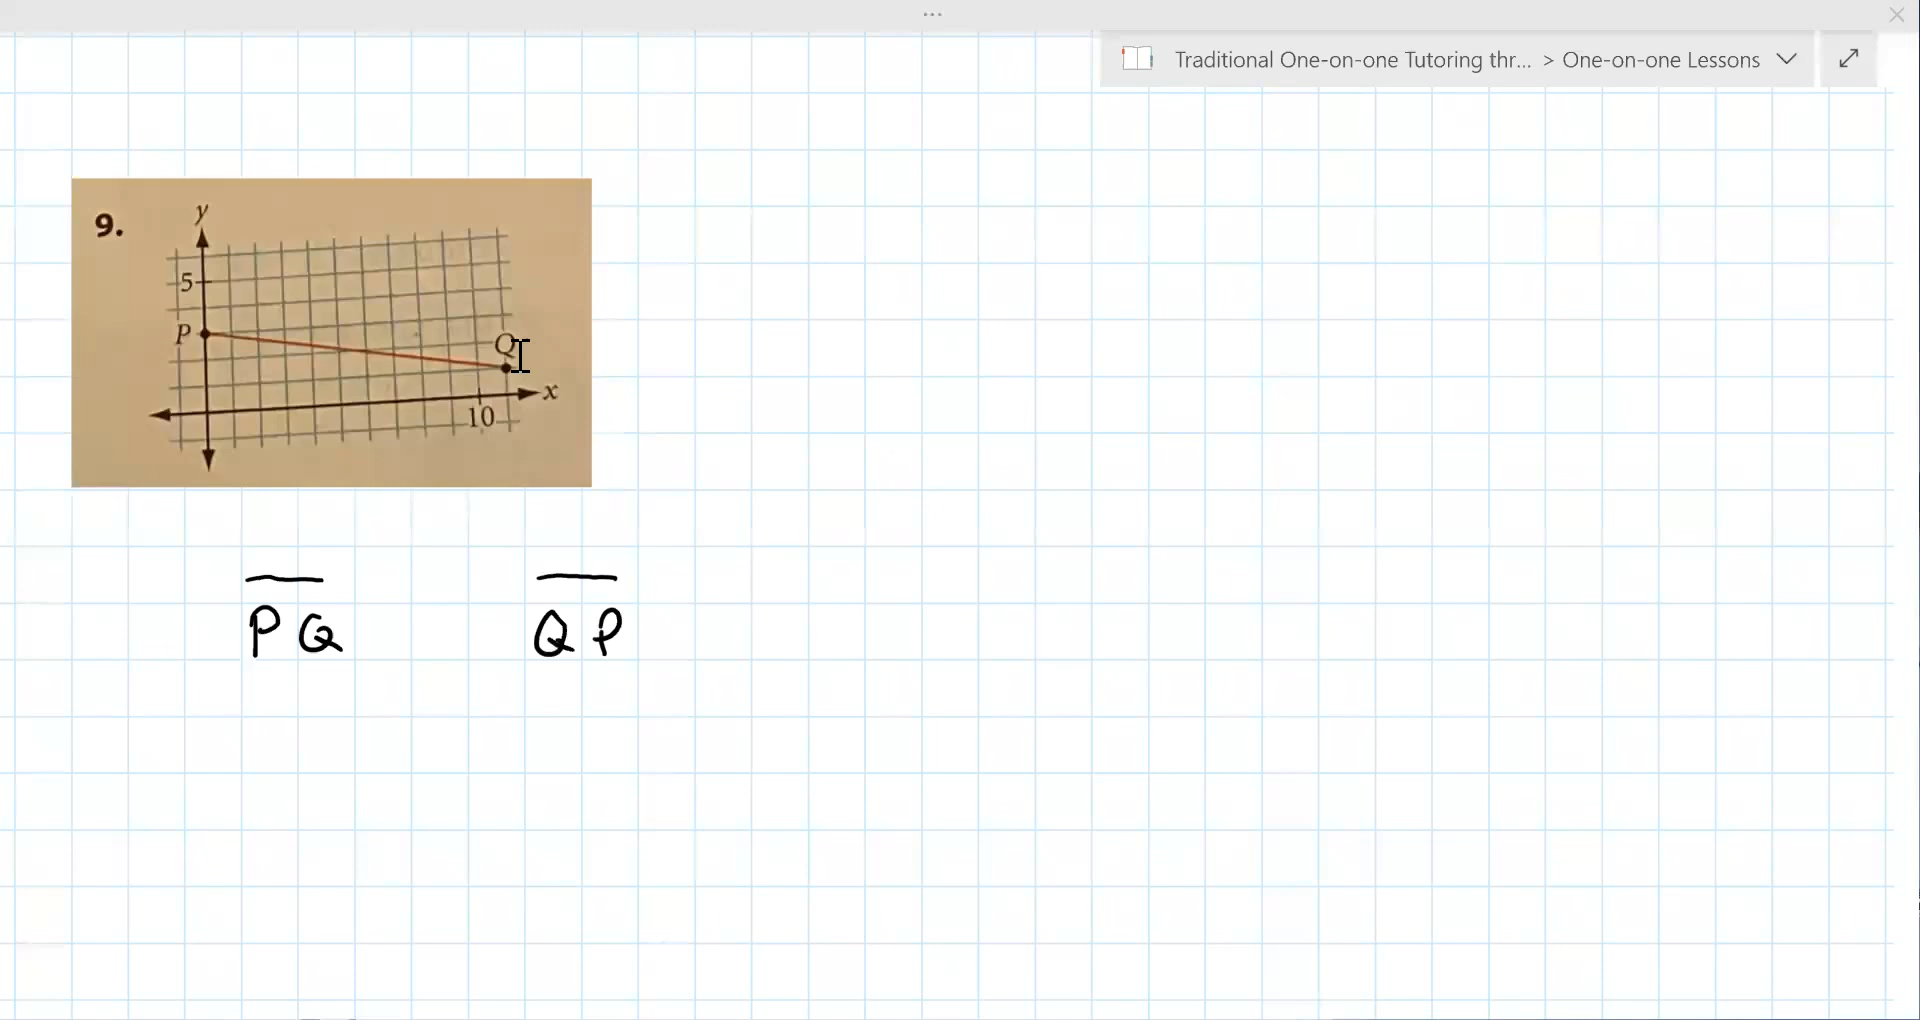 ...
Traditional One-on-one Tutoring thr... > One-on-one Lessons
9.
y
5
P
Q
x
10
PQ QP